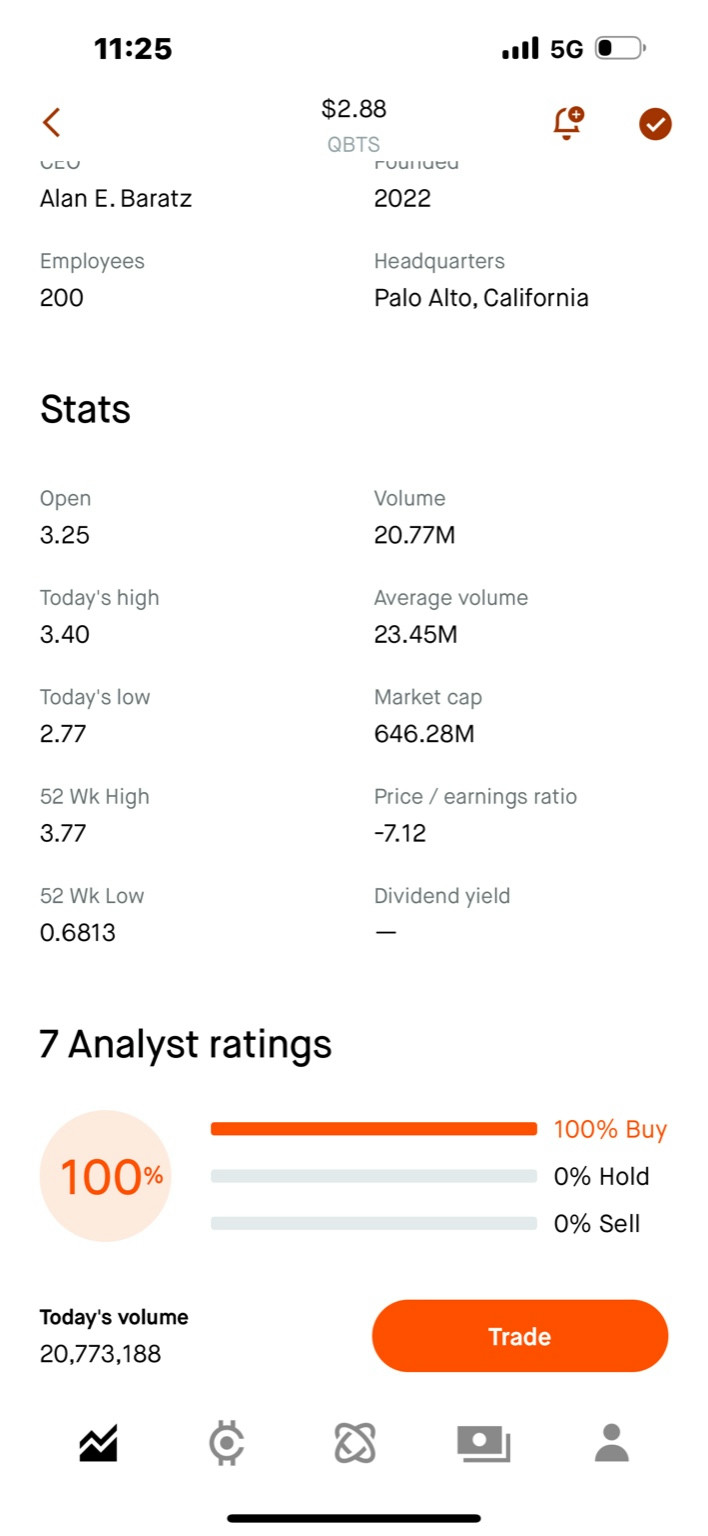 11:25 5G
$2.88
QBTS
CEO Founded
Alan E. Baratz 2022
Employees Headquarters
200 Palo Alto, California
Stats
Open Volume
3.25 20.77M
Today's high Average volume
3.40 23.45M
Today's low Market cap
2.77 646.28M
52 Wk High Price / earnings ratio
3.77 -7.12
52 Wk Low Dividend yield
0.6813 —
7 Analyst ratings
100% Buy
100% 0% Hold
0% Sell
Today's volume
20,773,188
Trade